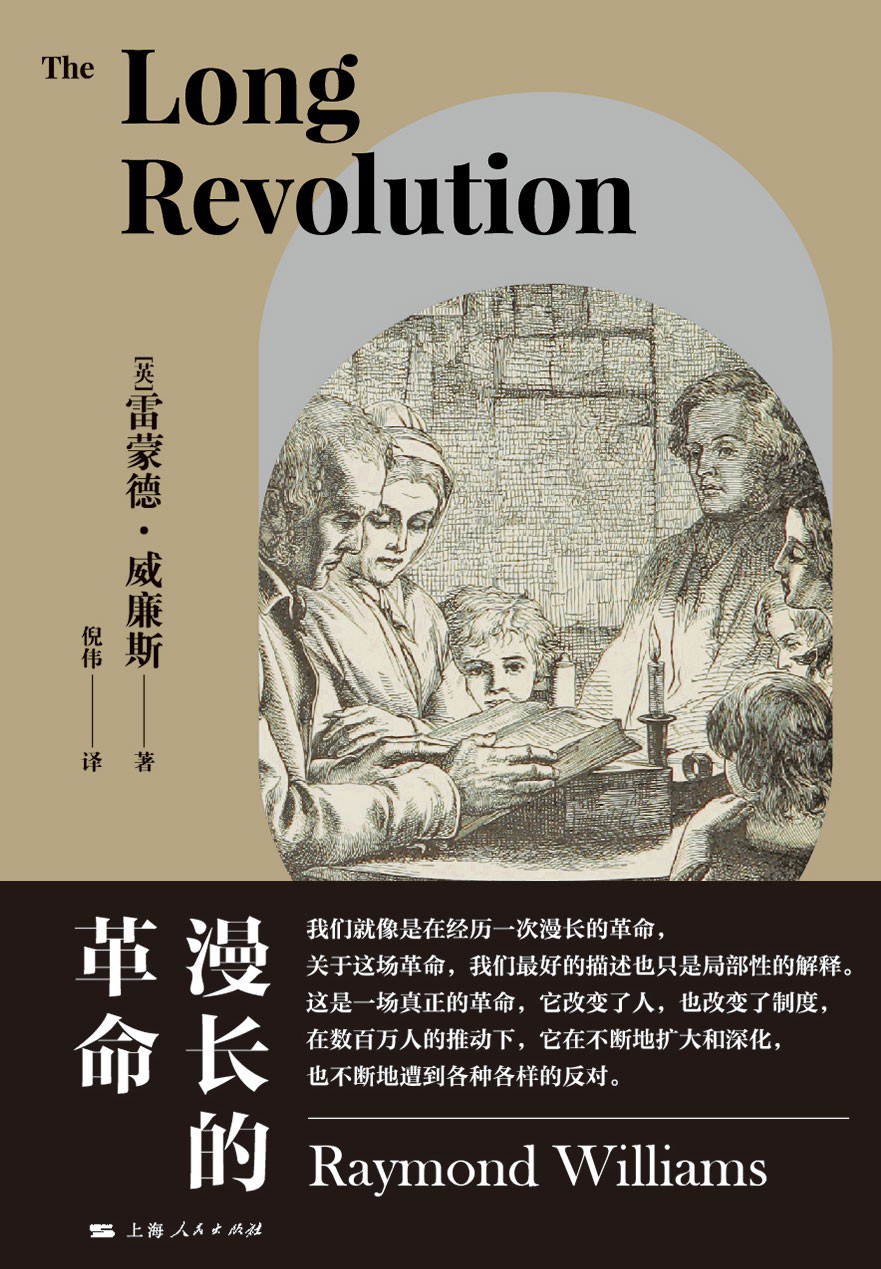 The
Long
Revolution
[英]雷蒙德·威廉斯——著
倪伟——译
漫长的
革命
我们就像是在经历一次漫长的革命，
关于这场革命，我们最好的描述也只是局部性的解释。
这是一场真正的革命，它改变了人，也改变了制度，
在数百万人的推动下，它在不断地扩大和深化，
也不断地遭到各种各样的反对。
Raymond Williams
上海人民出版社